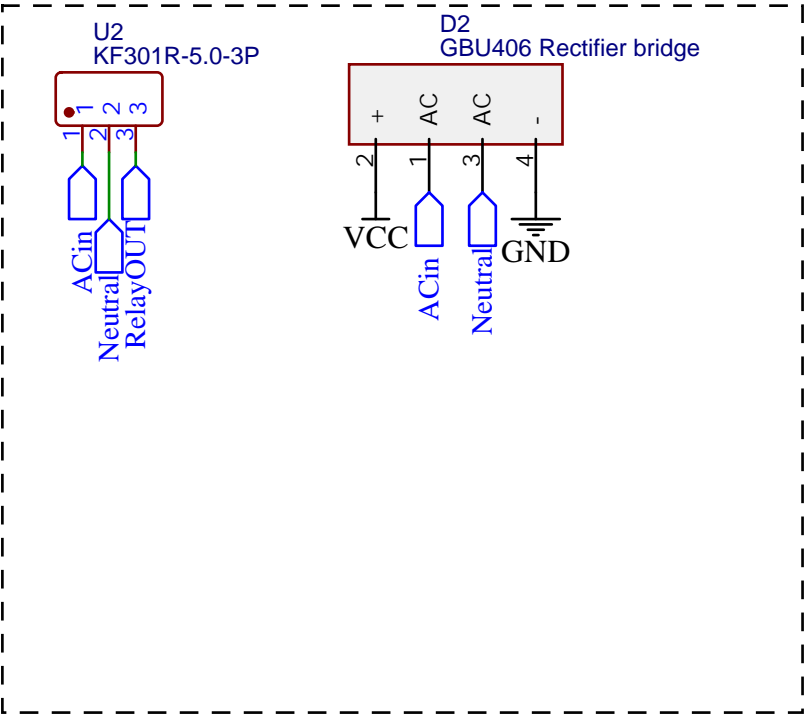 U2
KF301R-5.0-3P
1 2 3
1 2 3
ACin
Neutral
RelayOUT
D2
GBU406 Rectifier bridge
+ AC AC -
2 1 3 4
VCC
ACin
Neutral
GND